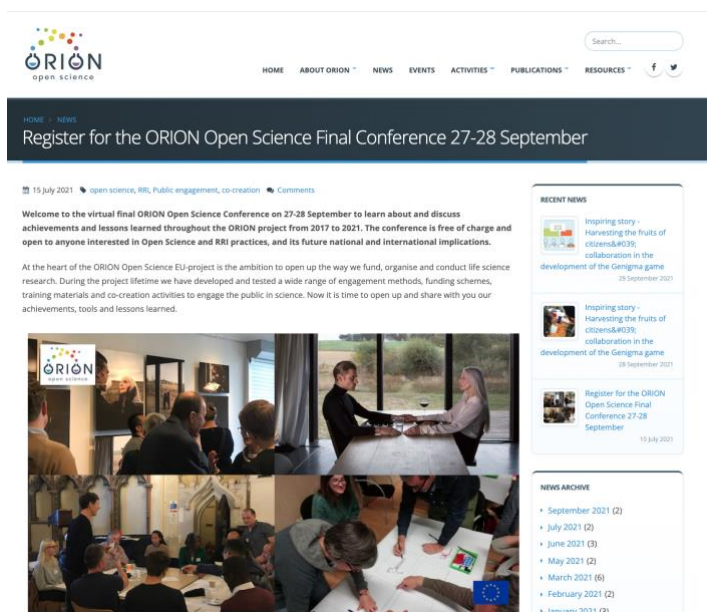 ORION
open science
Search...
HOME
ABOUT ORION
NEWS
EVENTS
ACTIVITIES
PUBLICATIONS
RESOURCES
HOME > NEWS
Register for the ORION Open Science Final Conference 27-28 September
15 July 2021 open science, RRI, Public engagement, co-creation Comments
Welcome to the virtual final ORION Open Science Conference on 27-28 September to learn about and discuss
achievements and lessons learned throughout the ORION project from 2017 to 2021. The conference is free of charge and
open to anyone interested in Open Science and RRI practices, and its future national and international implications.
At the heart of the ORION Open Science EU-project is the ambition to open up the way we fund, organise and conduct life science
research. During the project lifetime we have developed and tested a wide range of engagement methods, funding schemes,
training materials and co-creation activities to engage the public in science. Now it is time to open up and share with you our
achievements, tools and lessons learned.
ORION
open science
RECENT NEWS
Inspiring story -
Harvesting the fruits of
citizens&#039;
collaboration in the
development of the Genigma game
28 September 2021
Inspiring story -
Harvesting the fruits of
citizens&#039;
collaboration in the
development of the Genigma game
28 September 2021
Register for the ORION
Open Science Final
Conference 27-28
September
15 July 2021
NEWS ARCHIVE
September 2021 (2)
July 2021 (2)
June 2021 (3)
May 2021 (2)
March 2021 (6)
February 2021 (2)
January 2021 (3)